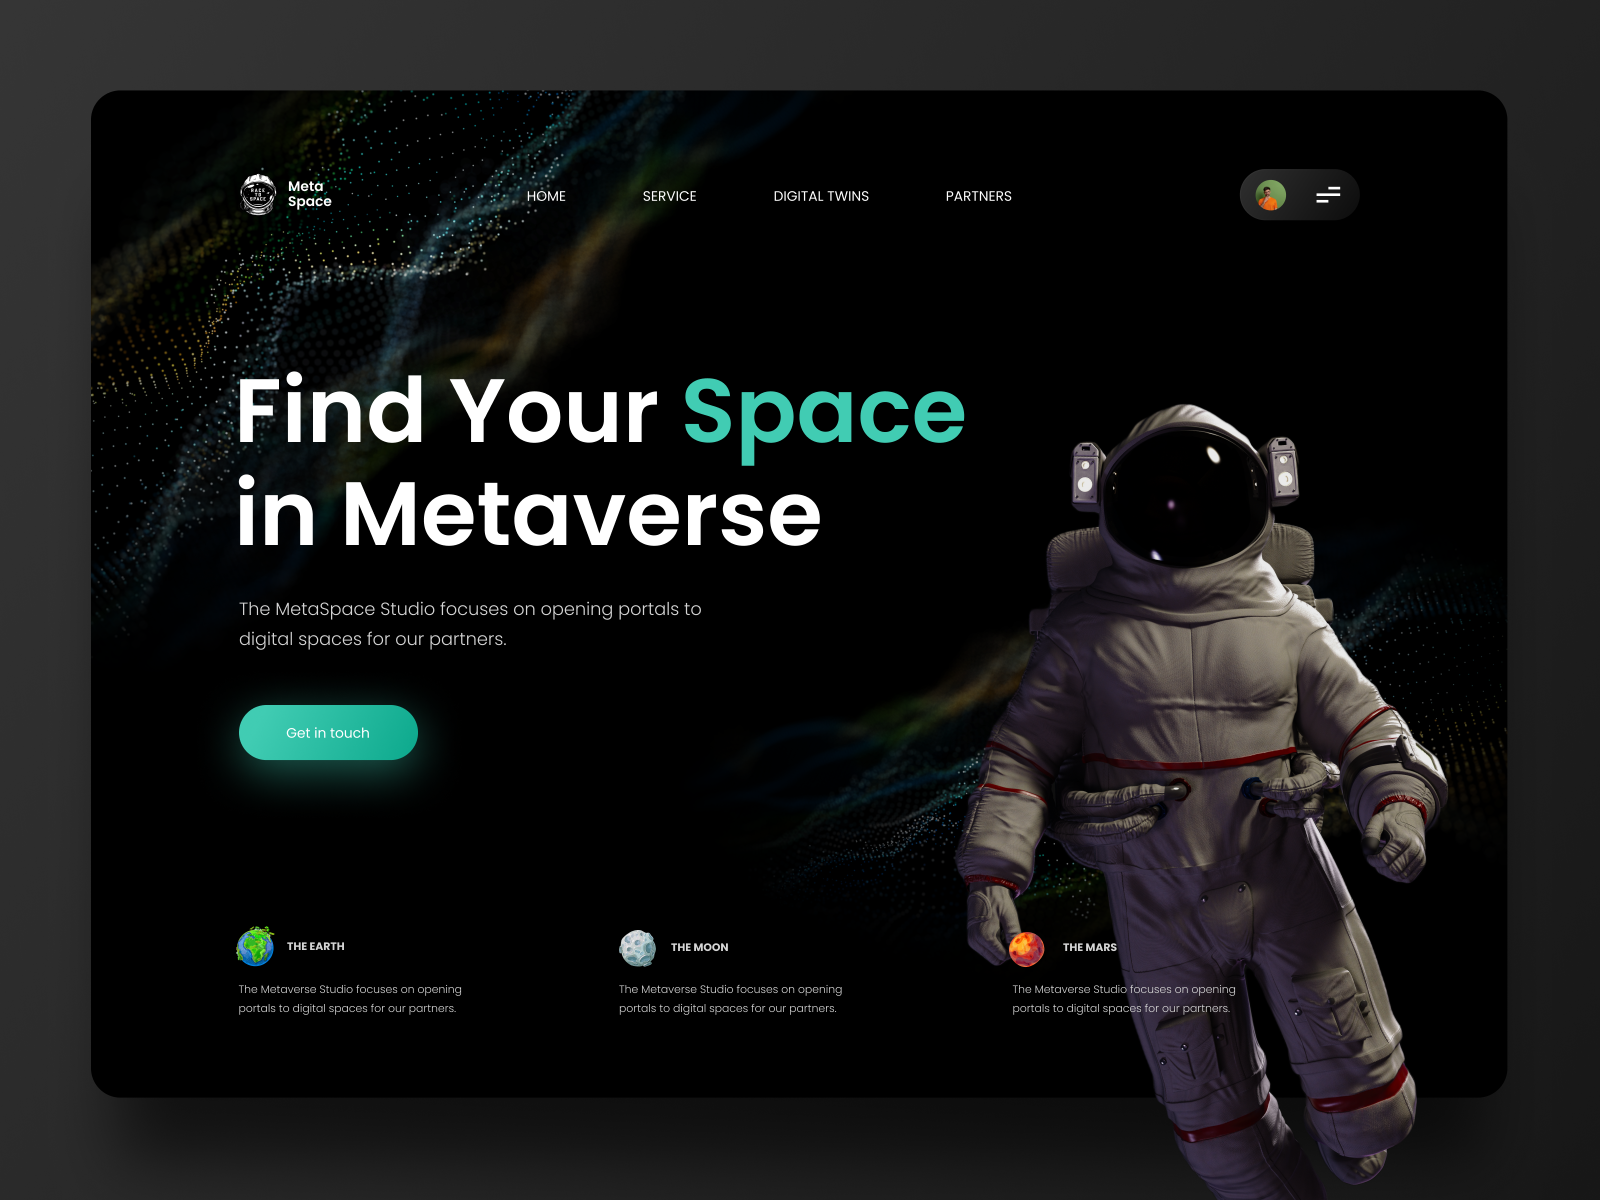 RACE
TO
SPACE
Meta
Space
HOME
SERVICE
DIGITAL TWINS
PARTNERS
Find Your Space
in Metaverse
The MetaSpace Studio focuses on opening portals to
digital spaces for our partners.
Get in touch
THE EARTH
The Metaverse Studio focuses on opening
portals to digital spaces for our partners.
THE MOON
The Metaverse Studio focuses on opening
portals to digital spaces for our partners.
THE MARS
The Metaverse Studio focuses on opening
portals to digital spaces for our partners.